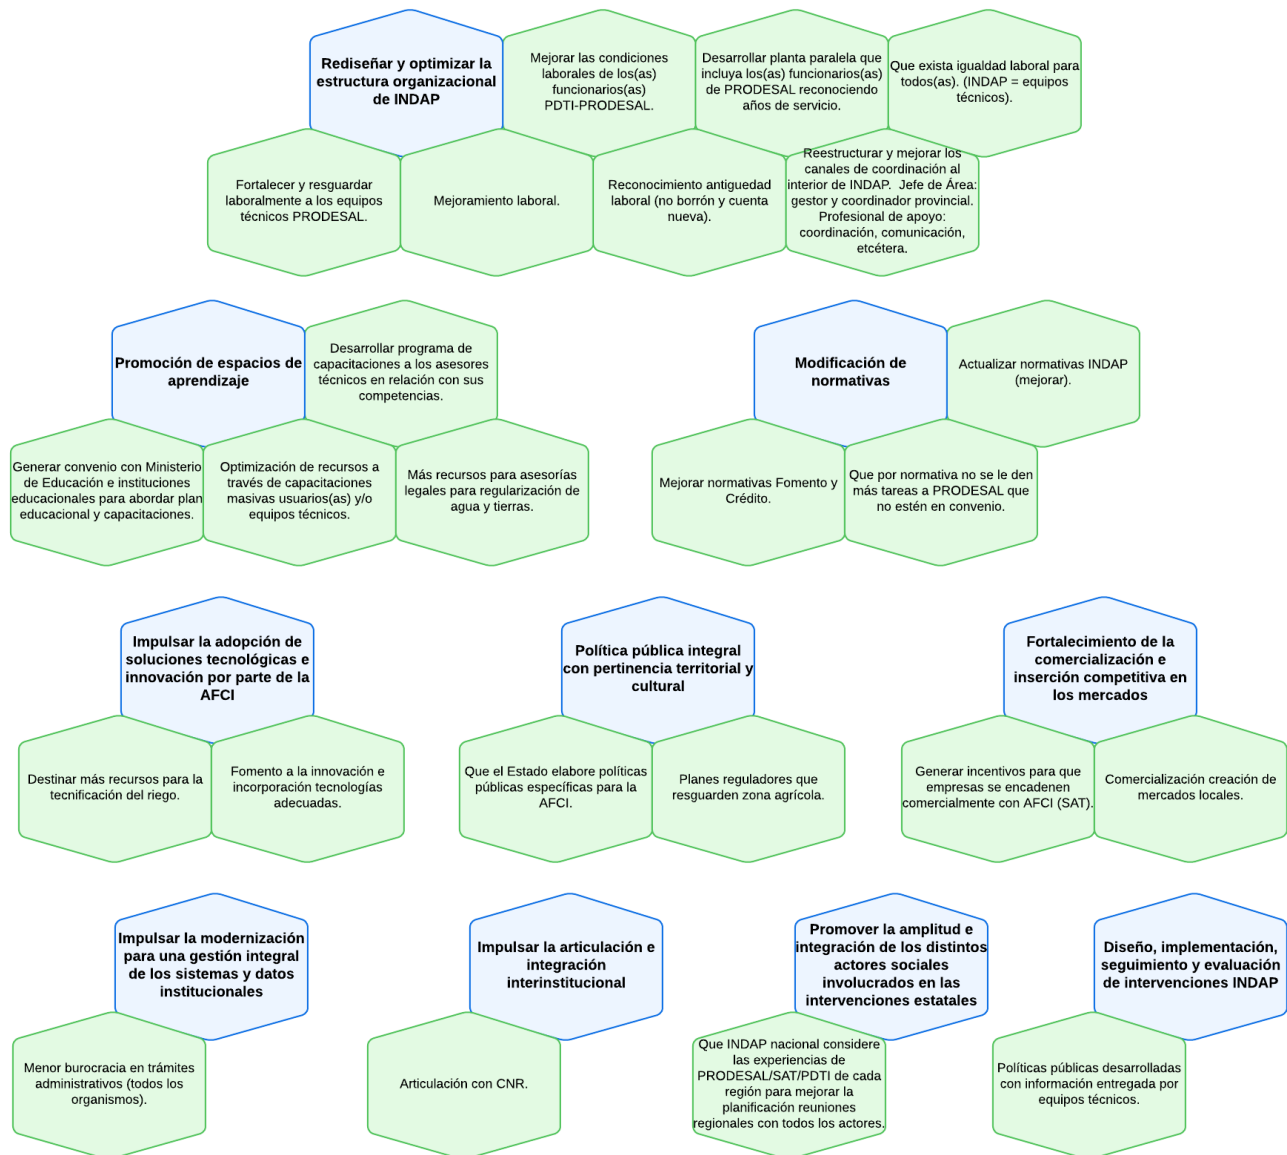 Rediseñar y optimizar la
estructura organizacional
de INDAP
Mejorar las condiciones
laborales de los(as)
funcionarios(as)
PDTI-PRODESAL.
Desarrollar planta paralela que
incluya los(as) funcionarios(as)
de PRODESAL reconociendo
años de servicio.
Que exista igualdad laboral para
todos(as). (INDAP = equipos
técnicos).
Fortalecer y resguardar
laboralmente a los equipos
técnicos PRODESAL.
Mejoramiento laboral.
Reconocimiento antiguedad
laboral (no borrón y cuenta
nueva).
Reestructurar y mejorar los
canales de coordinación al
interior de INDAP. Jefe de Área:
gestor y coordinador provincial.
Profesional de apoyo:
coordinación, comunicación,
etcétera.
Promoción de espacios de
aprendizaje
Desarrollar programa de
capacitaciones a los asesores
técnicos en relación con sus
competencias.
Generar convenio con Ministerio
de Educación e instituciones
educacionales para abordar plan
educacional y capacitaciones.
Optimización de recursos a
través de capacitaciones
masivas usuarios(as) y/o
equipos técnicos.
Más recursos para asesorías
legales para regularización de
agua y tierras.
Modificación de
normativas
Actualizar normativas INDAP
(mejorar).
Mejorar normativas Fomento y
Crédito.
Que por normativa no se le den
más tareas a PRODESAL que
no estén en convenio.
Impulsar la adopción de
soluciones tecnológicas e
innovación por parte de la
AFCI
Destinar más recursos para la
tecnificación del riego.
Fomento a la innovación e
incorporación tecnologías
adecuadas.
Política pública integral
con pertinencia territorial y
cultural
Que el Estado elabore políticas
públicas específicas para la
AFCI.
Planes reguladores que
resguarden zona agrícola.
Fortalecimiento de la
comercialización e
inserción competitiva en
los mercados
Generar incentivos para que
empresas se encadenen
comercialmente con AFCI (SAT).
Comercialización creación de
mercados locales.
Impulsar la modernización
para una gestión integral
de los sistemas y datos
institucionales
Menor burocracia en trámites
administrativos (todos los
organismos).
Impulsar la articulación e
integración
interinstitucional
Articulación con CNR.
Promover la amplitud e
integración de los distintos
actores sociales
involucrados en las
intervenciones estatales
Que INDAP nacional considere
las experiencias de
PRODESAL/SAT/PDTI de cada
región para mejorar la
planificación reuniones
regionales con todos los actores.
Diseño, implementación,
seguimiento y evaluación
de intervenciones INDAP
Políticas públicas desarrolladas
con información entregada por
equipos técnicos.